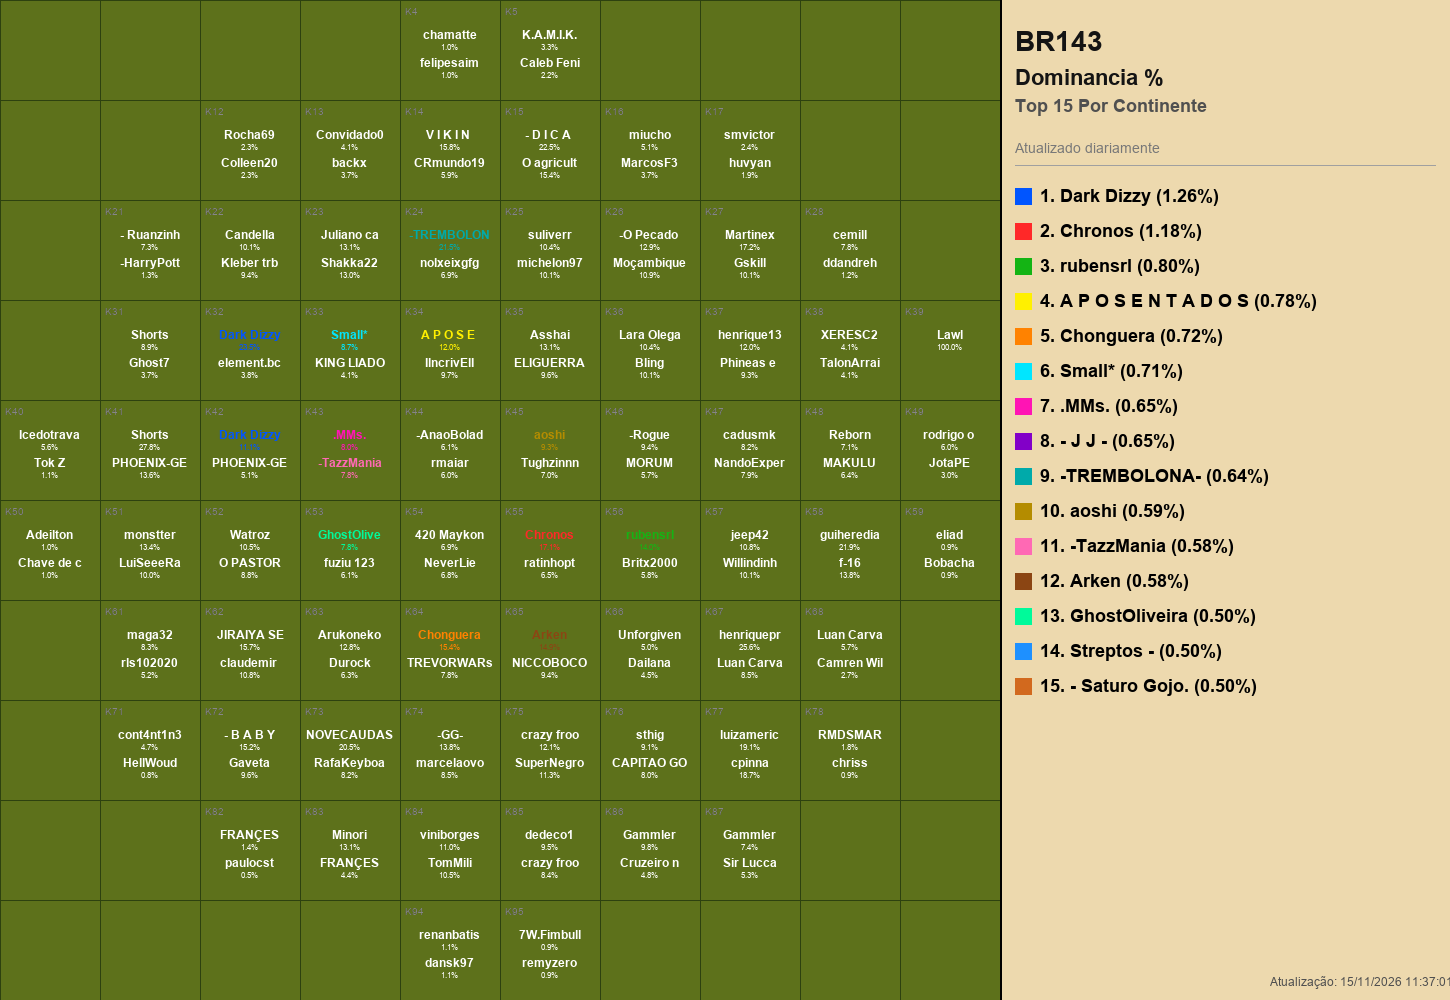 K4
chamatte
1.0%
felipesaim
1.0%
K5
K.A.M.I.K.
3.3%
Caleb Feni
2.2%
K12
Rocha69
2.3%
Colleen20
2.3%
K13
Convidado0
4.1%
backx
3.7%
K14
V I K I N
15.8%
CRmundo19
5.9%
K15
- D I C A
22.5%
O agricult
15.4%
K16
miucho
5.1%
MarcosF3
3.7%
K17
smvictor
2.4%
huvyan
1.9%
K21
- Ruanzinh
7.3%
-HarryPott
1.3%
K22
Candella
10.1%
Kleber trb
9.4%
K23
Juliano ca
13.1%
Shakka22
13.0%
K24
-TREMBOLON
21.5%
nolxeixgfg
6.9%
K25
suliverr
10.4%
michelon97
10.1%
K26
-O Pecado
12.9%
Moçambique
10.9%
K27
Martinex
17.2%
Gskill
10.1%
K28
cemill
7.8%
ddandreh
1.2%
K31
Shorts
8.9%
Ghost7
3.7%
K32
Dark Dizzy
element.bc
3.8%
K33
Small*
8.7%
KING LIADO
4.1%
K34
A P O S E
12.0%
IIncrivEll
9.7%
K35
Asshai
13.1%
ELIGUERRA
9.6%
K36
Lara Olega
10.4%
Bling
10.1%
K37
henrique13
12.0%
Phineas e
9.3%
K38
XERESC2
4.1%
TalonArrai
4.1%
K39
Lawl
100.0%
K40
Icedotrava
5.6%
Tok Z
1.1%
K41
Shorts
27.8%
PHOENIX-GE
13.6%
K42
Dark Dizzy
PHOENIX-GE
5.1%
K43
.MMs.
-TazzMania
7.8%
K44
-AnaoBolad
6.1%
rmaiar
6.0%
K45
aoshi
9.3%
Tughzinnn
7.0%
K46
-Rogue
9.4%
MORUM
5.7%
K47
cadusmk
8.2%
NandoExper
7.9%
K48
Reborn
7.1%
MAKULU
6.4%
K49
rodrigo o
6.0%
JotaPE
3.0%
K50
Adeilton
1.0%
Chave de c
1.0%
K51
monstter
13.4%
LuiSeeeRa
10.0%
K52
Watroz
10.5%
O PASTOR
8.8%
K53
GhostOlive
7.8%
fuziu 123
6.1%
K54
420 Maykon
6.9%
NeverLie
6.8%
K55
Chronos
17.1%
ratinhopt
6.5%
K56
rubensrl
Britx2000
5.8%
K57
jeep42
10.8%
Willindinh
10.1%
K58
guiheredia
21.9%
f-16
13.8%
K59
eliad
0.9%
Bobacha
0.9%
K61
maga32
8.3%
rls102020
5.2%
K62
JIRAIYA SE
15.7%
claudemir
10.8%
K63
Arukoneko
12.8%
Durock
6.3%
K64
Chonguera
15.4%
TREVORWARs
7.8%
K65
Arken
NICCOBOCO
9.4%
K66
Unforgiven
5.0%
Dailana
4.5%
K67
henriquepr
25.6%
Luan Carva
8.5%
K68
Luan Carva
5.7%
Camren Wil
2.7%
K71
cont4nt1n3
4.7%
HellWoud
0.8%
K72
- B A B Y
15.2%
Gaveta
9.6%
K73
NOVECAUDAS
20.5%
RafaKeyboa
8.2%
K74
-GG-
13.8%
marcelaovo
8.5%
K75
crazy froo
12.1%
SuperNegro
11.3%
K76
sthig
9.1%
CAPITAO GO
8.0%
K77
luizameric
19.1%
cpinna
18.7%
K78
RMDSMAR
1.8%
chriss
0.9%
K82
FRANÇES
1.4%
paulocst
0.5%
K83
Minori
13.1%
FRANÇES
4.4%
K84
viniborges
11.0%
TomMili
10.5%
K85
dedeco1
9.5%
crazy froo
8.4%
K86
Gammler
9.8%
Cruzeiro n
4.8%
K87
Gammler
7.4%
Sir Lucca
5.3%
K94
renanbatis
1.1%
dansk97
1.1%
K95
7W.Fimbull
0.9%
remyzero
0.9%
BR143
Dominancia %
Top 15 Por Continente
Atualizado diariamente
1. Dark Dizzy (1.26%)
2. Chronos (1.18%)
3. rubensrl (0.80%)
4. A P O S E N T A D O S (0.78%)
5. Chonguera (0.72%)
6. Small* (0.71%)
7. .MMs. (0.65%)
8. - J J - (0.65%)
9. -TREMBOLONA- (0.64%)
10. aoshi (0.59%)
11. -TazzMania (0.58%)
12. Arken (0.58%)
13. GhostOliveira (0.50%)
14. Streptos - (0.50%)
15. - Saturo Gojo. (0.50%)
Atualização: 15/11/2026 11:37:01